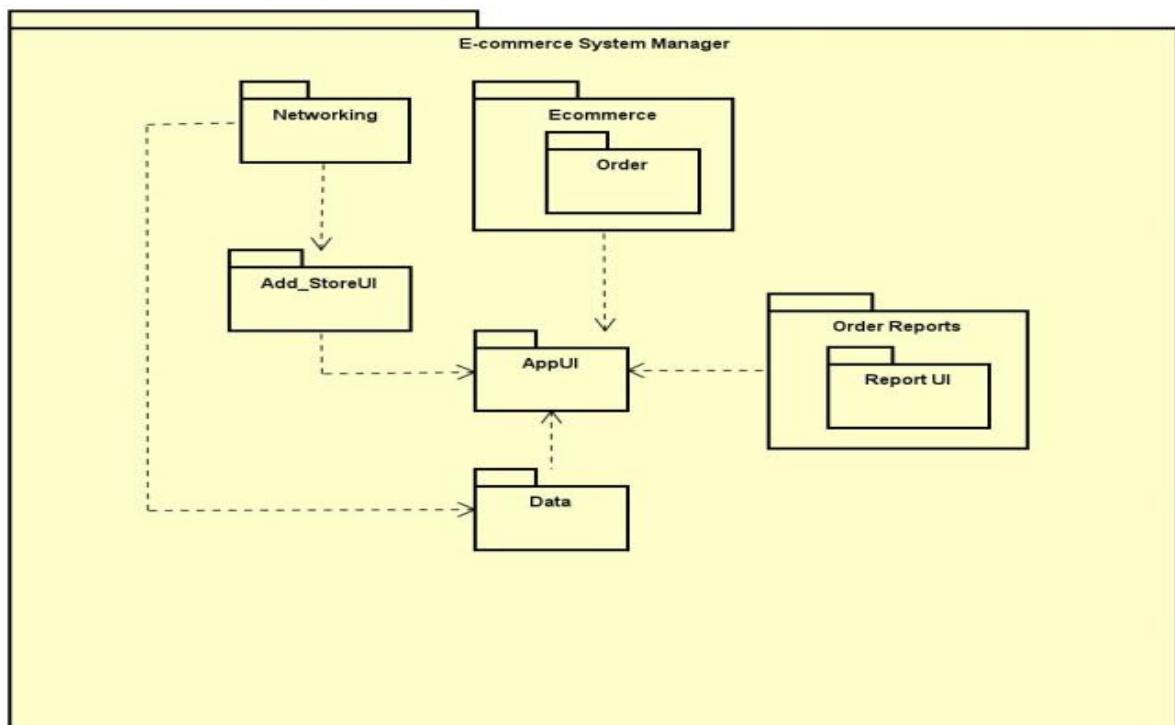 E-commerce System Manager
Networking
Ecommerce
Order
Add_StoreUI
Order Reports
AppUI
Report UI
Data